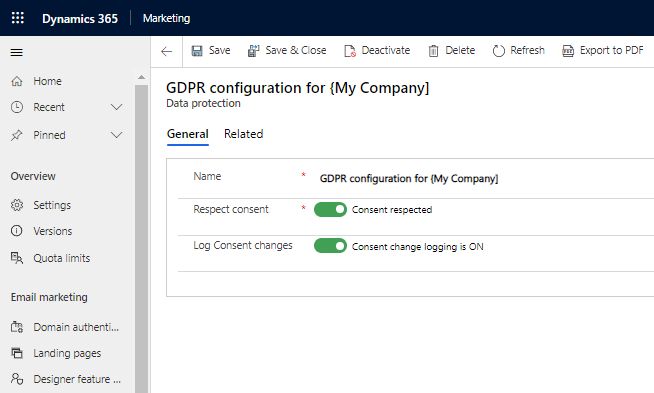 Dynamics 365 Marketing
Save Save & Close Deactivate Delete Refresh Export to PDF
Home
Recent
Pinned
Overview
Settings
Versions
Quota limits
Email marketing
Domain authenti...
Landing pages
Designer feature ...
GDPR configuration for {My Company]
Data protection
General Related
Name * GDPR configuration for {My Company]
Respect consent * Consent respected
Log Consent changes Consent change logging is ON